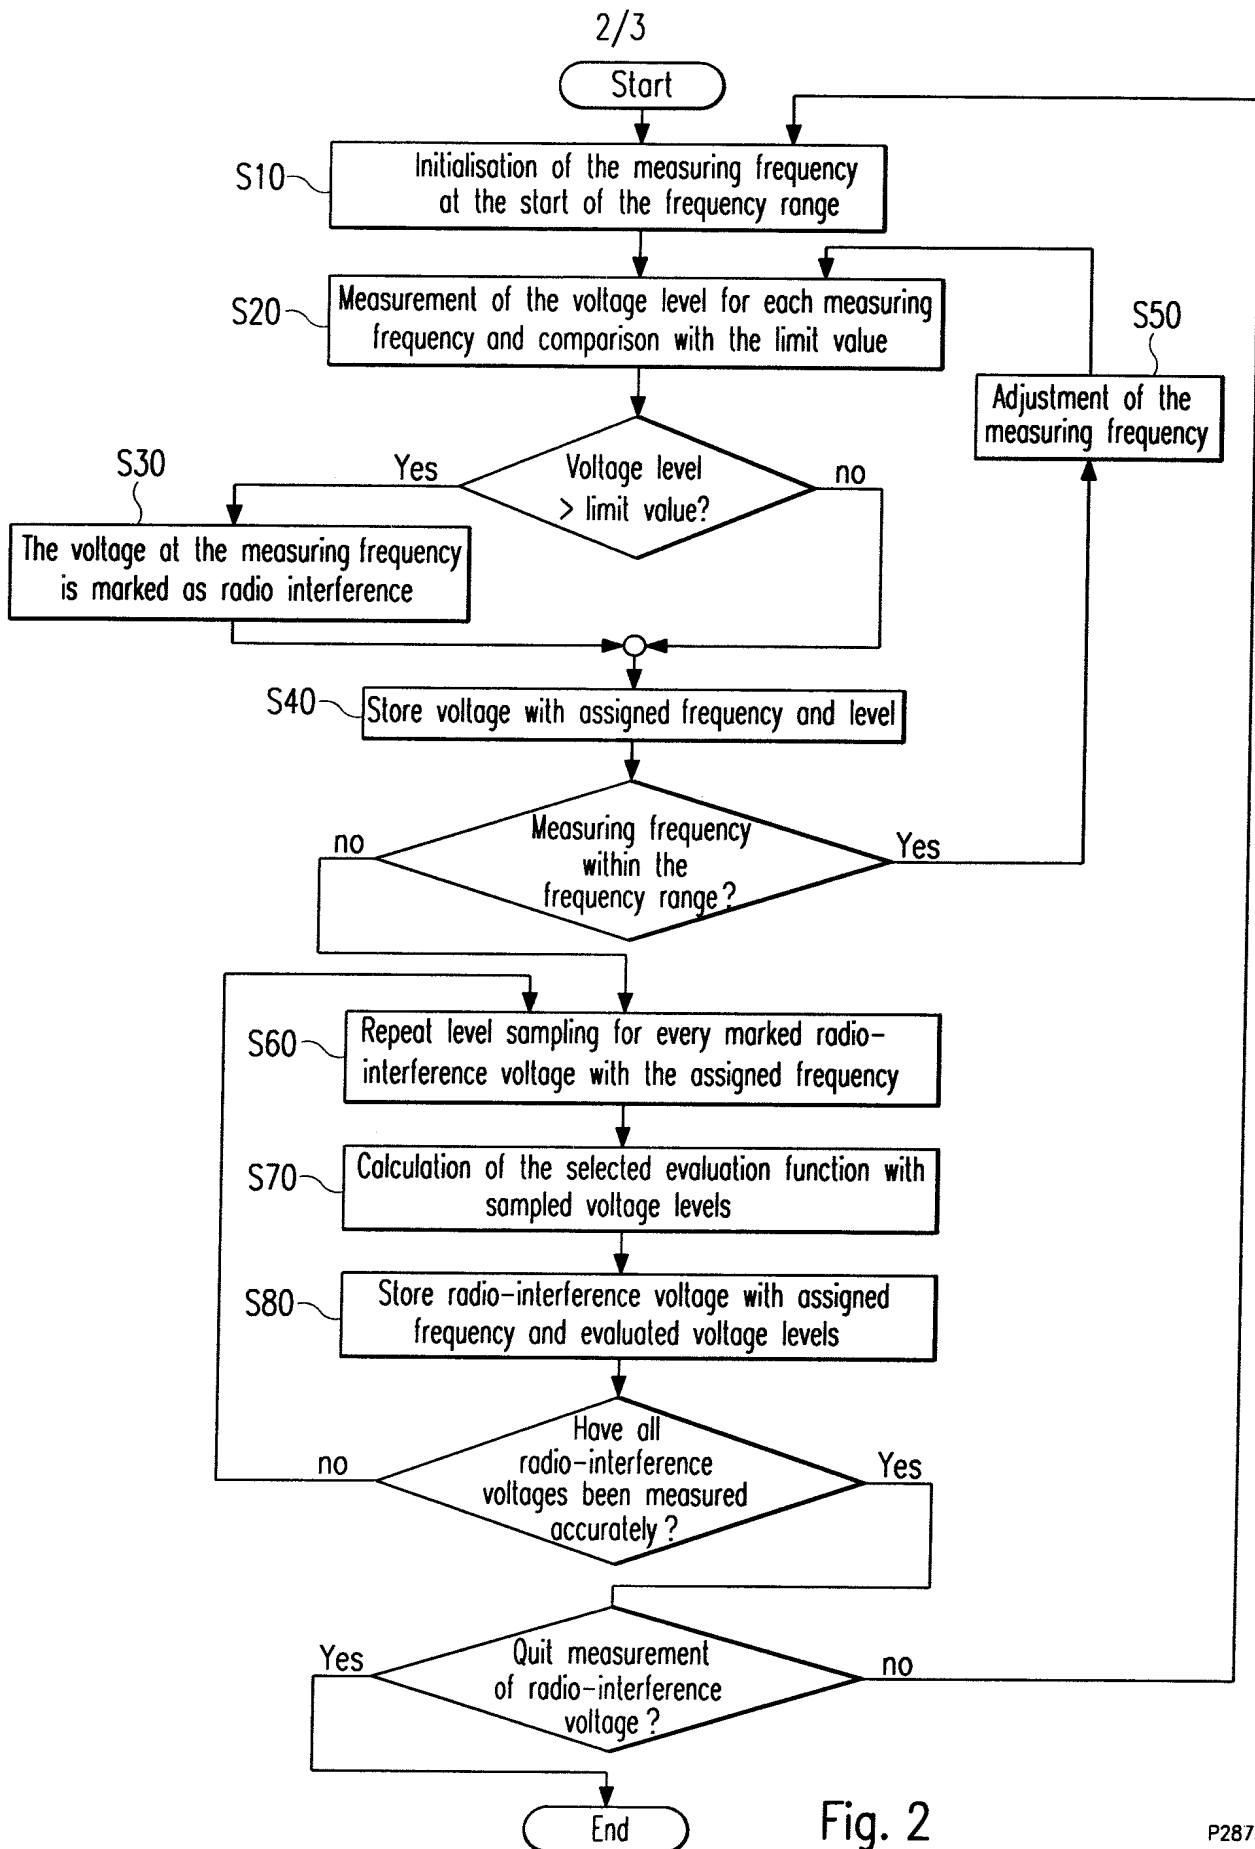 2/3
Start
S10
Initialisation of the measuring frequency
at the start of the frequency range
S20
Measurement of the voltage level for each measuring
frequency and comparison with the limit value
S50
Adjustment of the
measuring frequency
S30
Yes
Voltage level
> limit value?
no
The voltage at the measuring frequency
is marked as radio interference
S40
Store voltage with assigned frequency and level
no
Measuring frequency
within the
frequency range?
Yes
S60
Repeat level sampling for every marked radio-
interference voltage with the assigned frequency
S70
Calculation of the selected evaluation function with
sampled voltage levels
S80
Store radio-interference voltage with assigned
frequency and evaluated voltage levels
no
Have all
radio-interference
voltages been measured
accurately?
Yes
Yes
Quit measurement
of radio-interference
voltage?
no
End
Fig. 2
P287